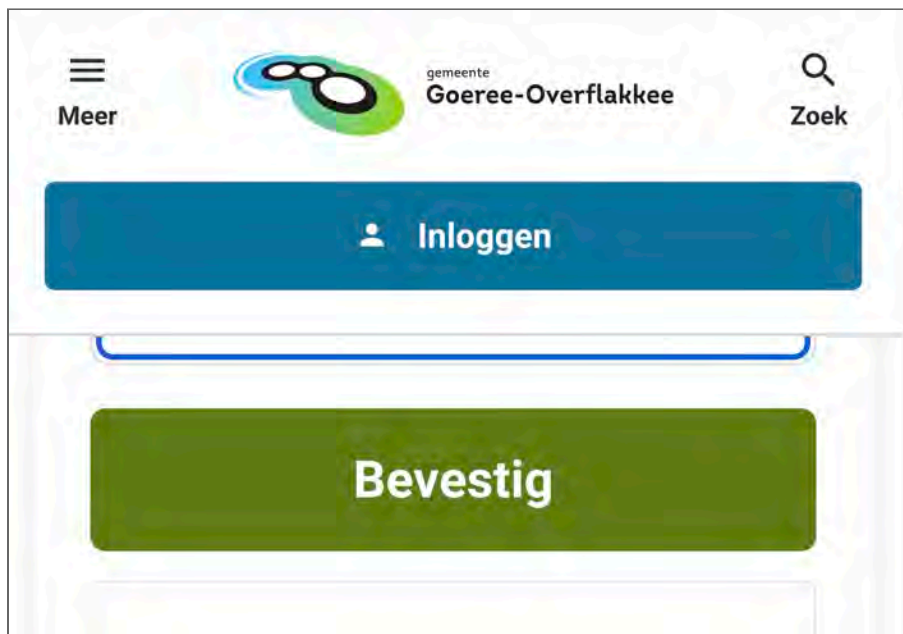 Meer
gemeente
Goeree-Overflakkee
Zoek
Inloggen
Bevestig